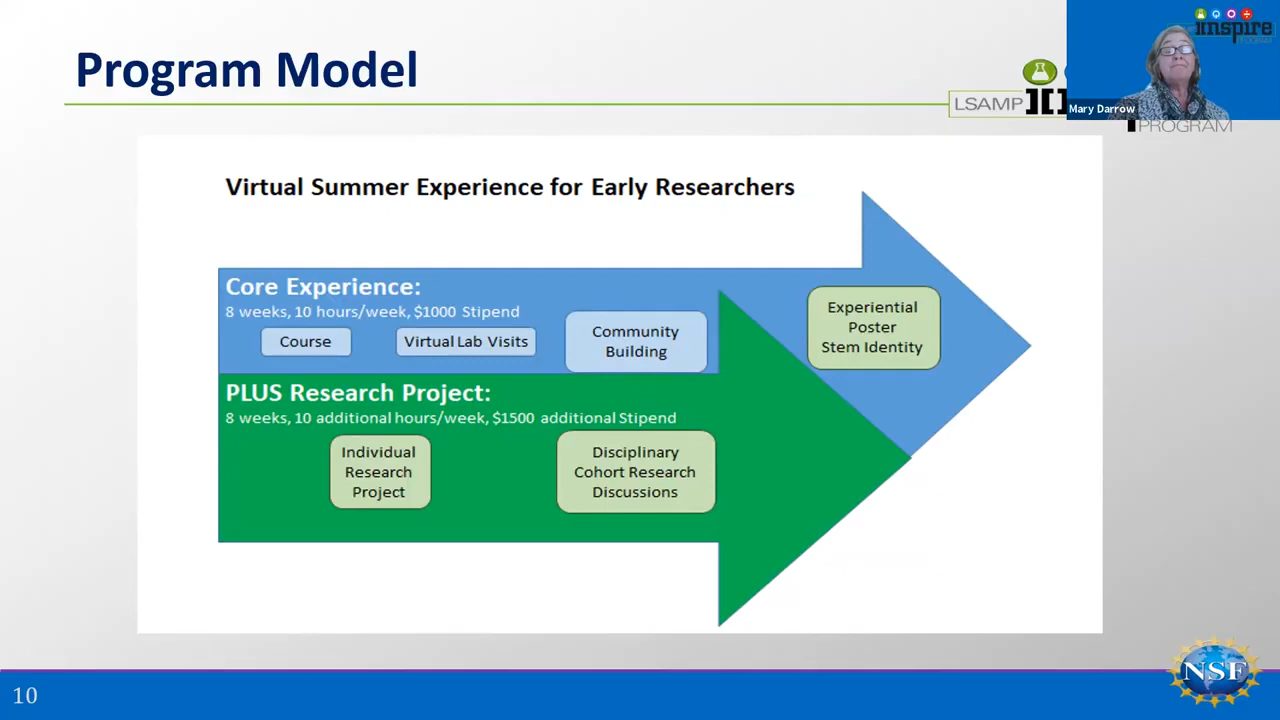 Program Model
inspire
LSAMP
Mary Darrow
PROGRAM
Virtual Summer Experience for Early Researchers
Core Experience:
8 weeks, 10 hours/week, $1000 Stipend
Course
Virtual Lab Visits
Community
Building
Experiential
Poster
Stem Identity
PLUS Research Project:
8 weeks, 10 additional hours/week, $1500 additional Stipend
Individual
Research
Project
Disciplinary
Cohort Research
Discussions
10
NSF